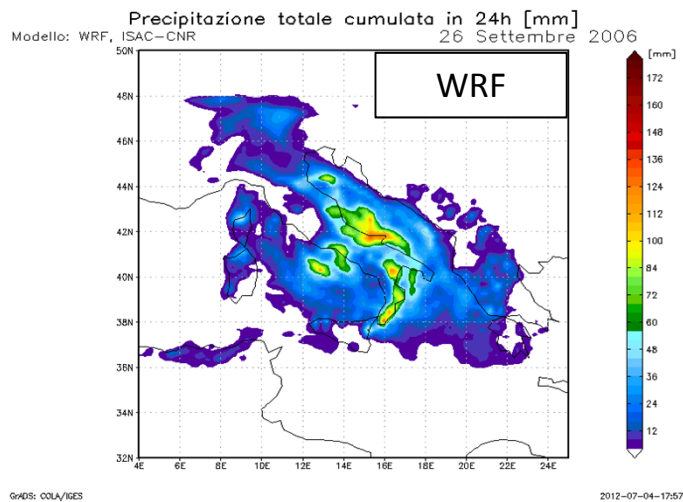 Precipitazione totale cumulata in 24h [mm]
Modello: WRF, ISAC-CNR
26 Settembre 2006
WRF
[mm]
50N
48N
46N
44N
42N
40N
38N
36N
34N
32N
4E 6E 8E 10E 12E 14E 16E 18E 20E 22E 24E
172
160
148
136
124
112
100
84
72
60
48
36
24
12
GrADS: COLA/IGES
2012-07-04-17:57